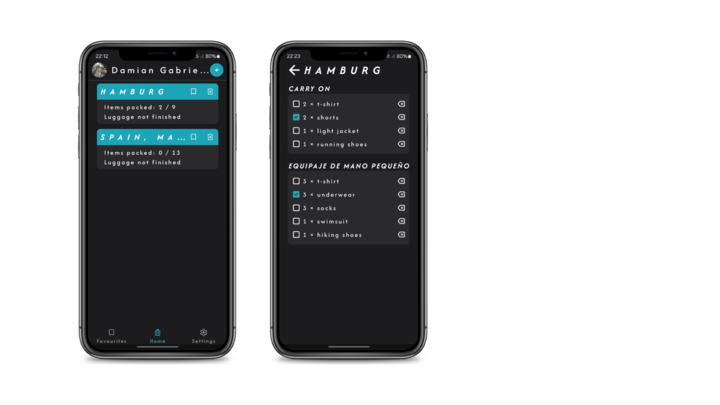 22:12
80%
Damian Gabrie...
HAMBURG
Items packed: 2 / 9
Luggage not finished
SPAIN, MA...
Items packed: 0 / 13
Luggage not finished
Favourites
Home
Settings
22:23
80%
HAMBURG
CARRY ON
2 × t-shirt
2 × shorts
1 × light jacket
1 × running shoes
EQUIPAJE DE MANO PEQUEÑO
3 × t-shirt
3 × underwear
3 × socks
1 × swimsuit
1 × hiking shoes